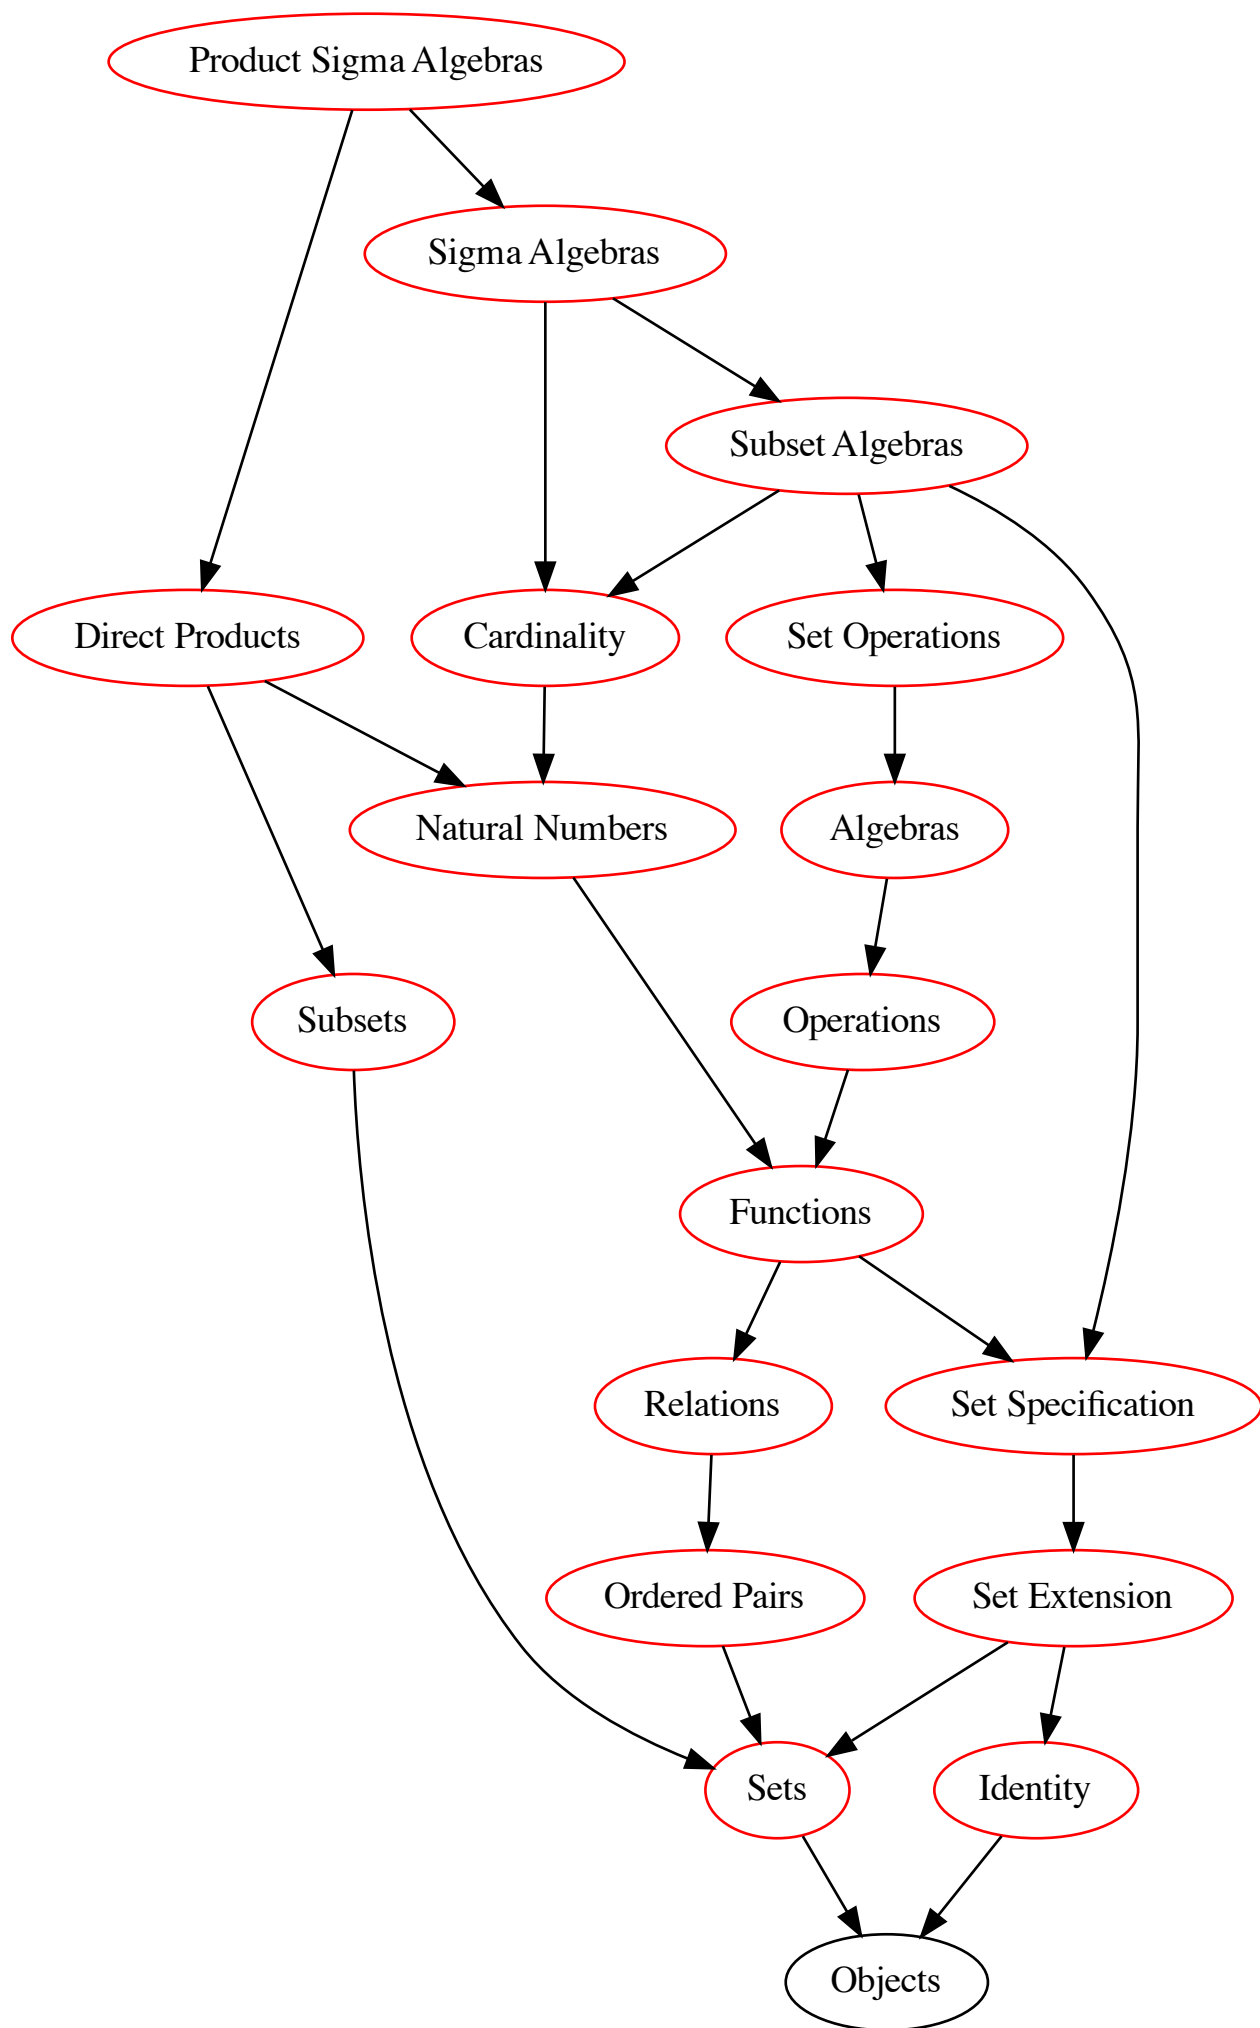 Product Sigma Algebras
Sigma Algebras
Subset Algebras
Direct Products
Cardinality
Set Operations
Natural Numbers
Algebras
Subsets
Operations
Functions
Relations
Set Specification
Ordered Pairs
Set Extension
Sets
Identity
Objects